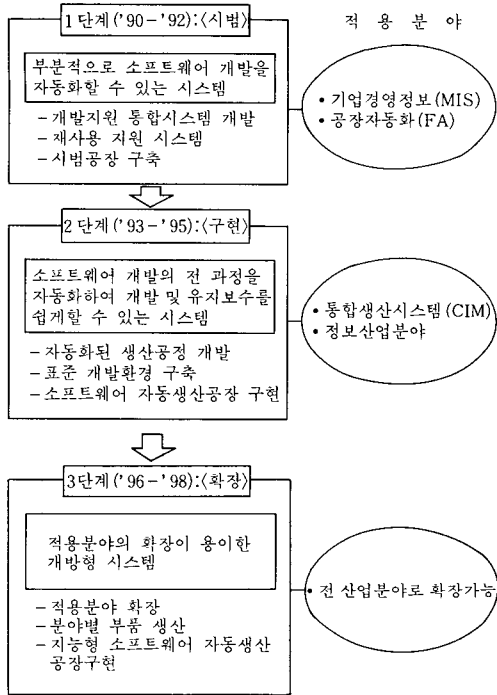 1단계('90-'92):<시범>
적 용 분 야
부분적으로 소프트웨어 개발을
자동화할 수 있는 시스템
-개발지원 통합시스템 개발
-재사용 지원 시스템
-시범공장 구축
• 기업경영정보(MIS)
• 공장자동화(FA)
2단계('93-'95):<구현>
소프트웨어 개발의 전 과정을
자동화하여 개발 및 유지보수를
쉽게할 수 있는 시스템
-자동화된 생산공정 개발
-표준 개발환경 구축
-소프트웨어 자동생산공장 구현
• 통합생산시스템(CIM)
• 정보산업분야
3단계('96-'98):<확장>
적용분야의 확장이 용이한
개방형 시스템
-적용분야 확장
-분야별 부품 생산
-지능형 소프트웨어 자동생산
공장구현
• 전 산업분야로 확장가능